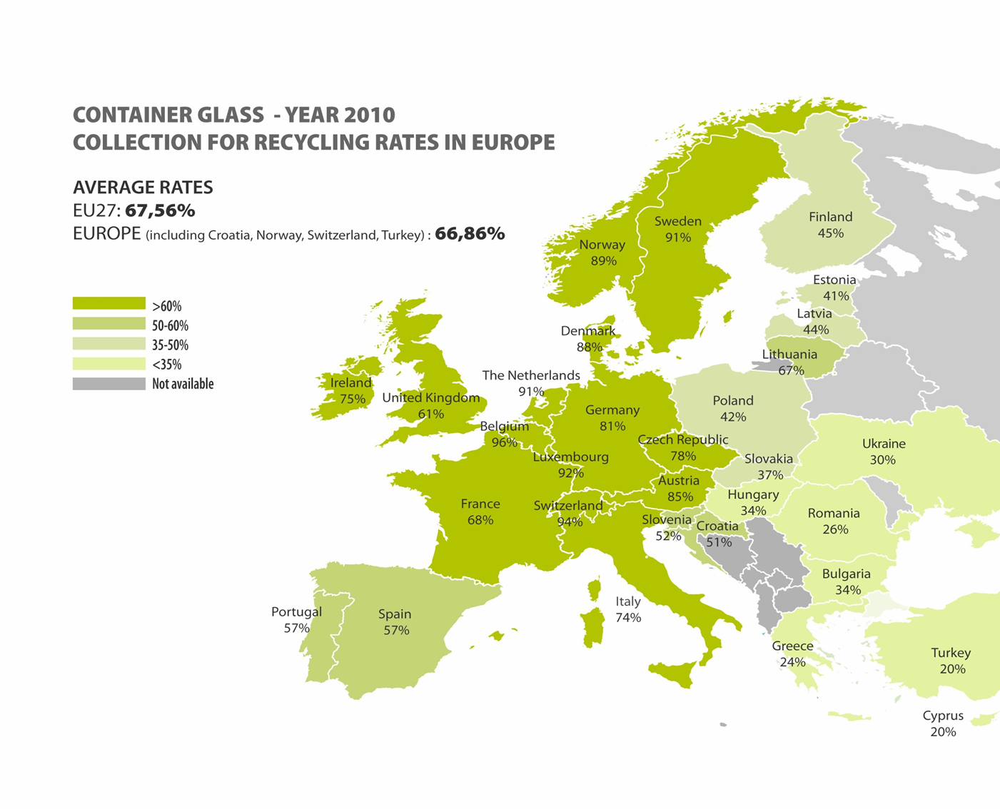 CONTAINER GLASS - YEAR 2010
COLLECTION FOR RECYCLING RATES IN EUROPE
AVERAGE RATES
EU27: 67,56%
EUROPE (including Croatia, Norway, Switzerland, Turkey) : 66,86%
>60%
50-60%
35-50%
<35%
Not available
Finland
45%
Sweden
91%
Norway
89%
Estonia
41%
Latvia
44%
Denmark
88%
Lithuania
67%
The Netherlands
91%
Ireland
75%
United Kingdom
61%
Poland
42%
Germany
81%
Belgium
96%
Czech Republic
78%
Ukraine
30%
Luxembourg
92%
Slovakia
37%
Austria
85%
Hungary
34%
France
68%
Switzerland
94%
Romania
26%
Slovenia
52%
Croatia
51%
Bulgaria
34%
Italy
74%
Portugal
57%
Spain
57%
Greece
24%
Turkey
20%
Cyprus
20%